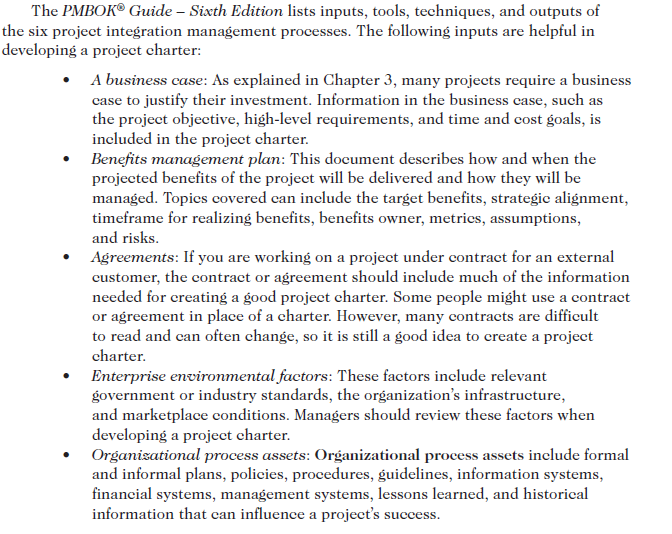 The PMBOK® Guide – Sixth Edition lists inputs, tools, techniques, and outputs of
the six project integration management processes. The following inputs are helpful in
developing a project charter:
• A business case: As explained in Chapter 3, many projects require a business
case to justify their investment. Information in the business case, such as
the project objective, high-level requirements, and time and cost goals, is
included in the project charter.
• Benefits management plan: This document describes how and when the
projected benefits of the project will be delivered and how they will be
managed. Topics covered can include the target benefits, strategic alignment,
timeframe for realizing benefits, benefits owner, metrics, assumptions,
and risks.
• Agreements: If you are working on a project under contract for an external
customer, the contract or agreement should include much of the information
needed for creating a good project charter. Some people might use a contract
or agreement in place of a charter. However, many contracts are difficult
to read and can often change, so it is still a good idea to create a project
charter.
• Enterprise environmental factors: These factors include relevant
government or industry standards, the organization's infrastructure,
and marketplace conditions. Managers should review these factors when
developing a project charter.
• Organizational process assets: Organizational process assets include formal
and informal plans, policies, procedures, guidelines, information systems,
financial systems, management systems, lessons learned, and historical
information that can influence a project's success.